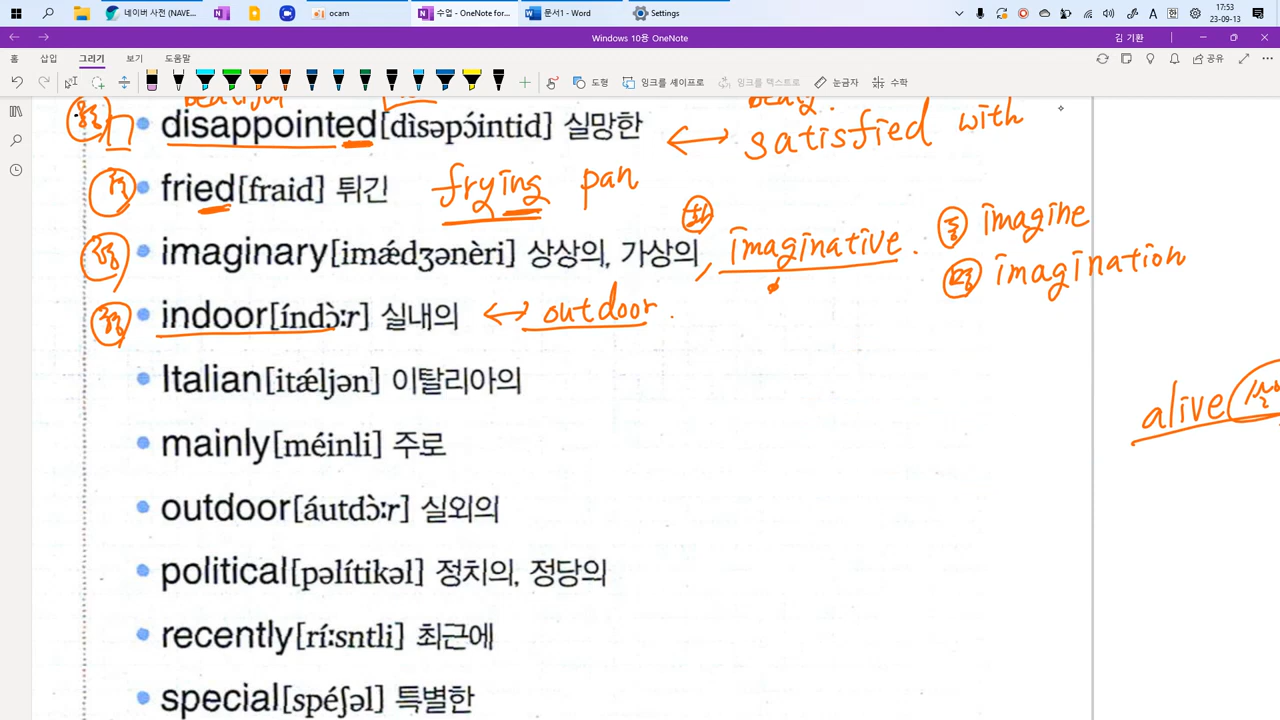 네이버 사전 (NAVE...
ocam
수업 - OneNote for...
문서1 - Word
Settings
A
한
17:53
23-09-13
Windows 10용 OneNote
김 기환
홈 삽입 그리기 보기 도움말
공유
도형 잉크를 셰이프로 잉크를 텍스트로 눈금자 수학
disappointed[dìsəpɔ́intid] 실망한 ↔ satisfied with
fried[fraid] 튀긴 frying pan
imaginary[imǽdʒənèri] 상상의, 가상의, imaginative. imagine
imagination
indoor[índɔ̀ːr] 실내의 ↔ outdoor.
Italian[itǽljən] 이탈리아의
alive
mainly[méinli] 주로
outdoor[áutdɔ̀ːr] 실외의
political[pəlítikəl] 정치의, 정당의
recently[ríːsntli] 최근에
special[spéʃəl] 특별한